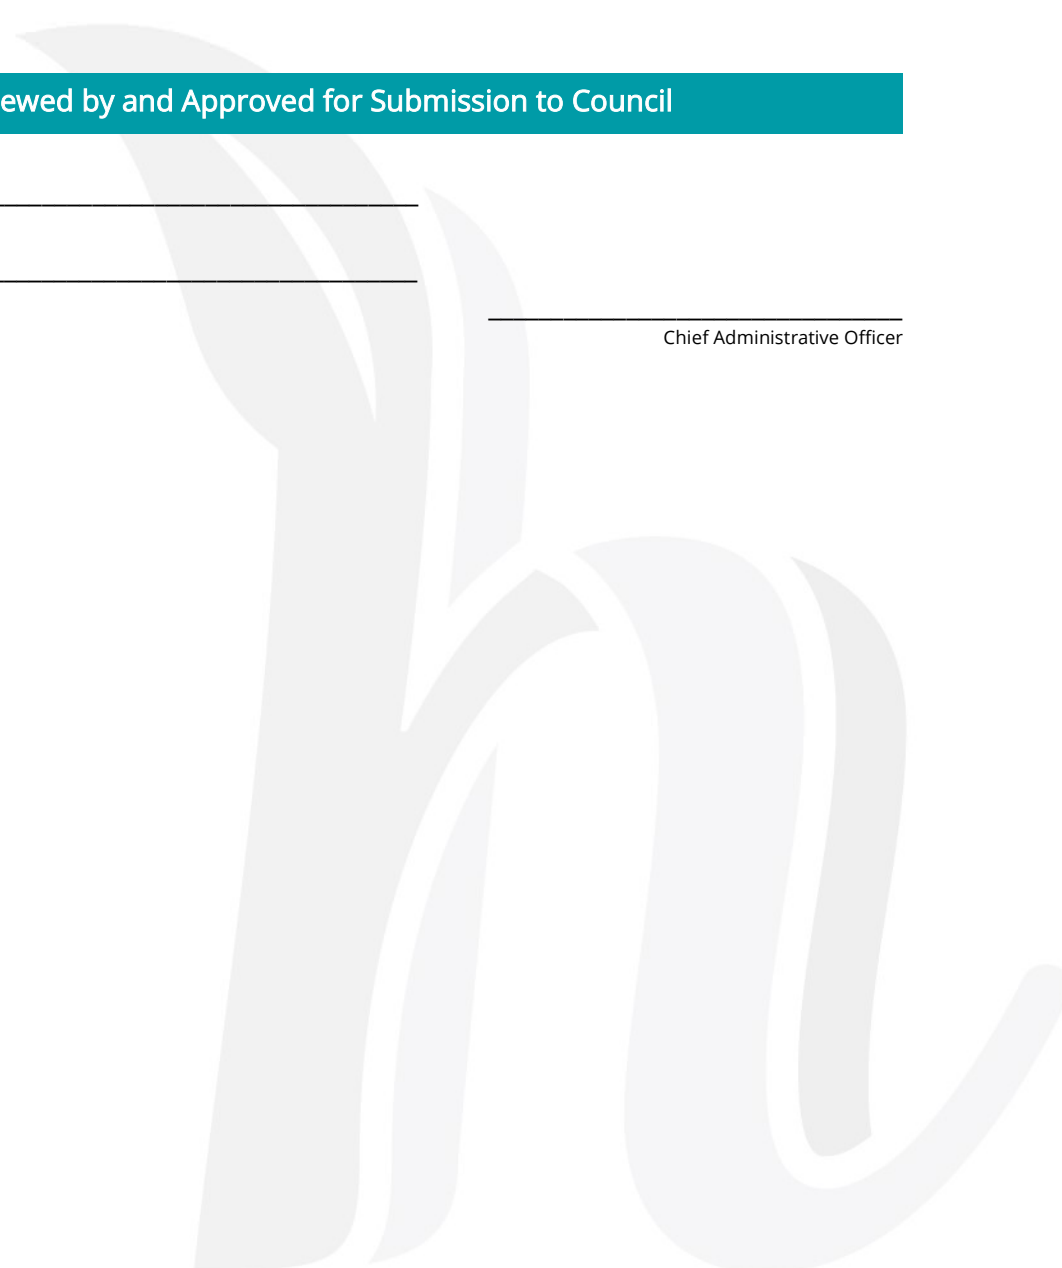 ewed by and Approved for Submission to Council
Chief Administrative Officer